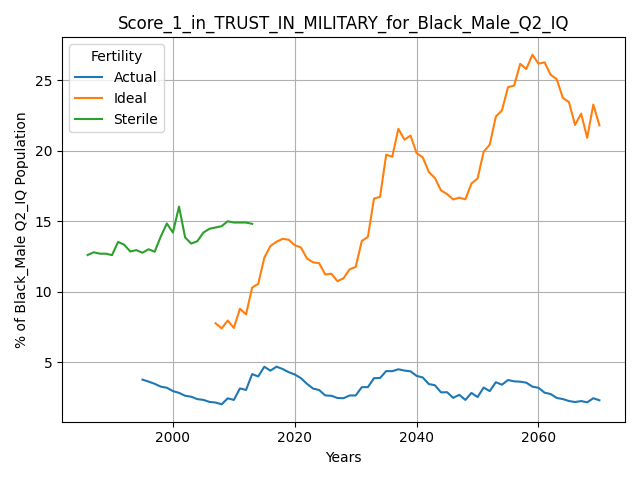 Score_1_in_TRUST_IN_MILITARY_for_Black_Male_Q2_IQ
Fertility
Actual
Ideal
Sterile
% of Black_Male Q2_IQ Population
25
20
15
10
5
2000 2020 2040 2060
Years